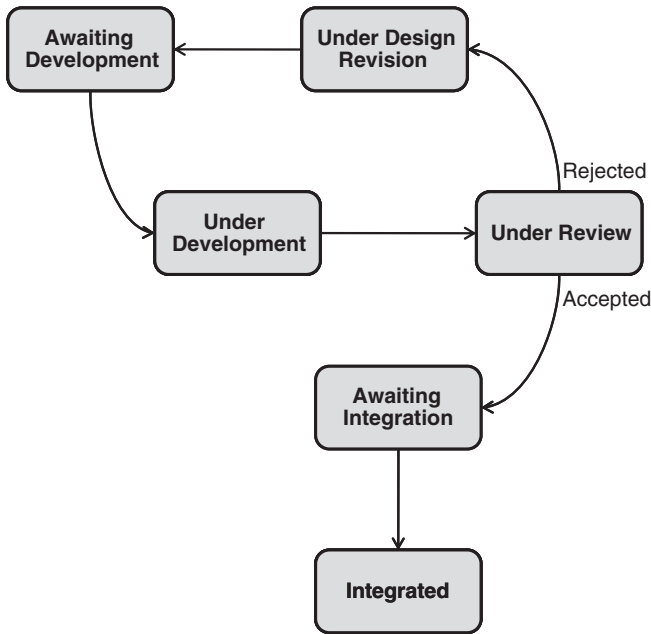 Awaiting
Development
Under Design
Revision
Rejected
Under
Development
Under Review
Accepted
Awaiting
Integration
Integrated